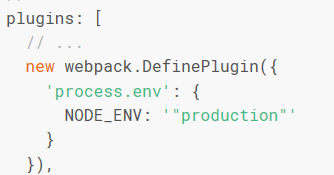 plugins: [
// ...
new webpack.DefinePlugin({
'process.env': {
NODE_ENV: '"production"'
}
}),